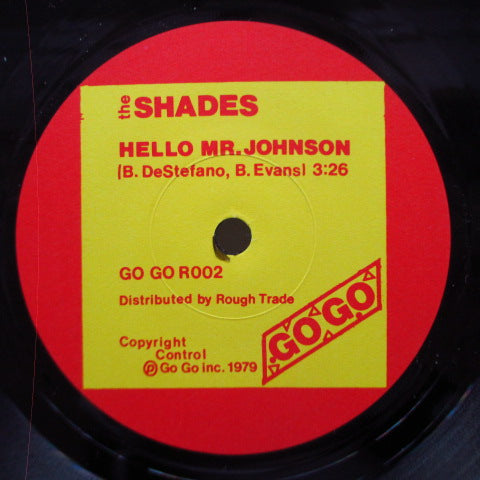 the SHADES
HELLO MR. JOHNSON
(B. DeStefano, B. Evans) 3:26
GO GO R002
Distributed by Rough Trade
GO GO
Copyright
Control
℗ Go Go inc. 1979